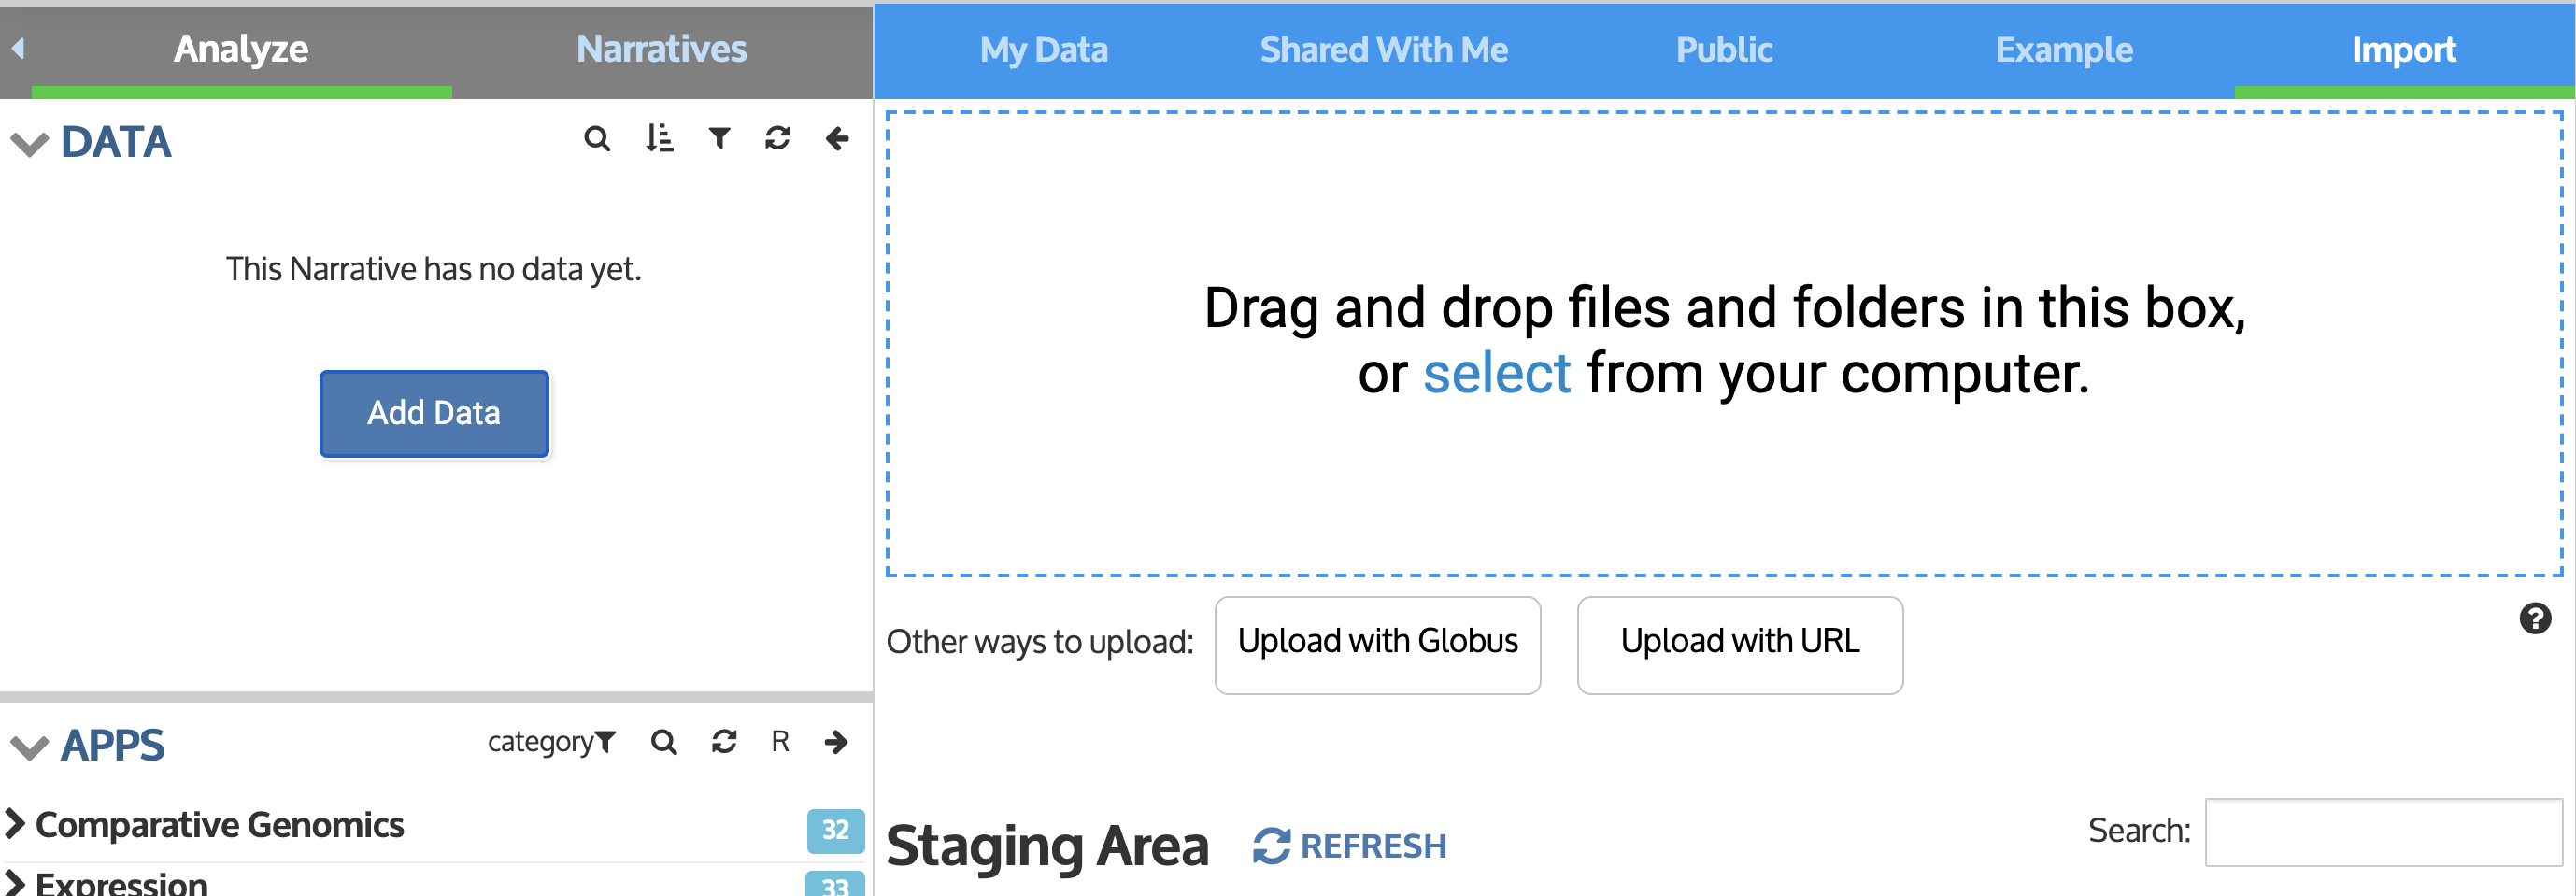 Analyze Narratives
My Data Shared With Me Public Example Import
DATA
This Narrative has no data yet.
Add Data
Drag and drop files and folders in this box,
or select from your computer.
Other ways to upload: Upload with Globus Upload with URL
APPS category R
Comparative Genomics 32
Expression 33
Staging Area REFRESH Search: